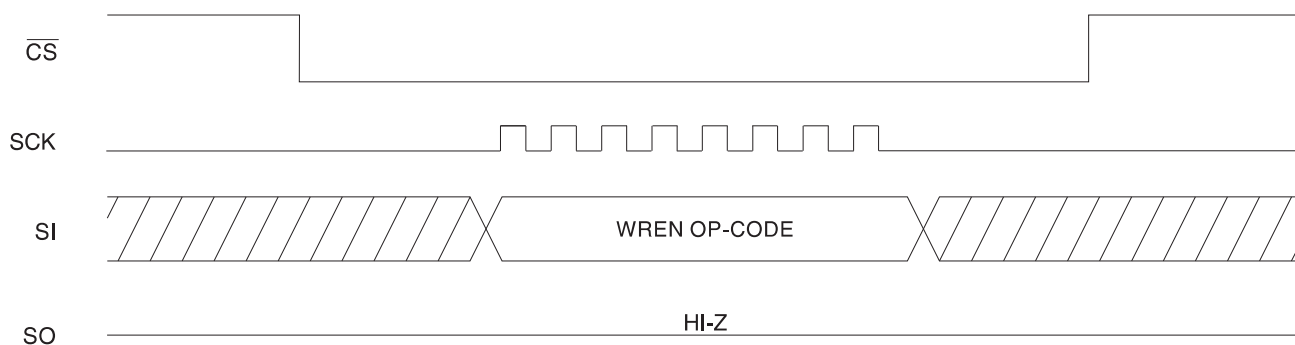 CS
SCK
SI
WREN OP-CODE
SO
HI-Z